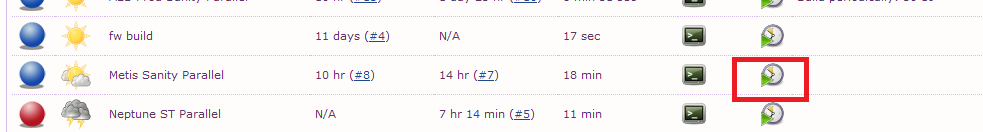 fw build 11 days (#4) N/A 17 sec
Metis Sanity Parallel 10 hr (#8) 14 hr (#7) 18 min
Neptune ST Parallel N/A 7 hr 14 min (#5) 11 min